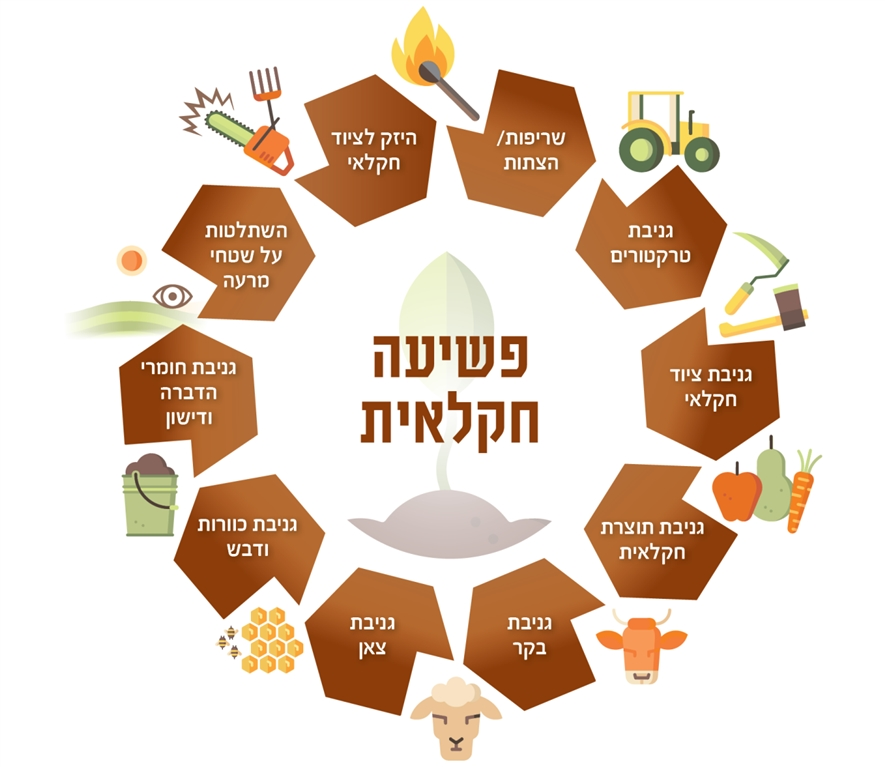 פשיעה
חקלאית
שריפות/
הצתות
גניבת
טרקטורים
גניבת ציוד
חקלאי
גניבת תוצרת
חקלאית
גניבת
בקר
גניבת
צאן
גניבת כוורות
ודבש
גניבת חומרי
הדברה
ודישון
השתלטות
על שטחי
מרעה
היזק לציוד
חקלאי